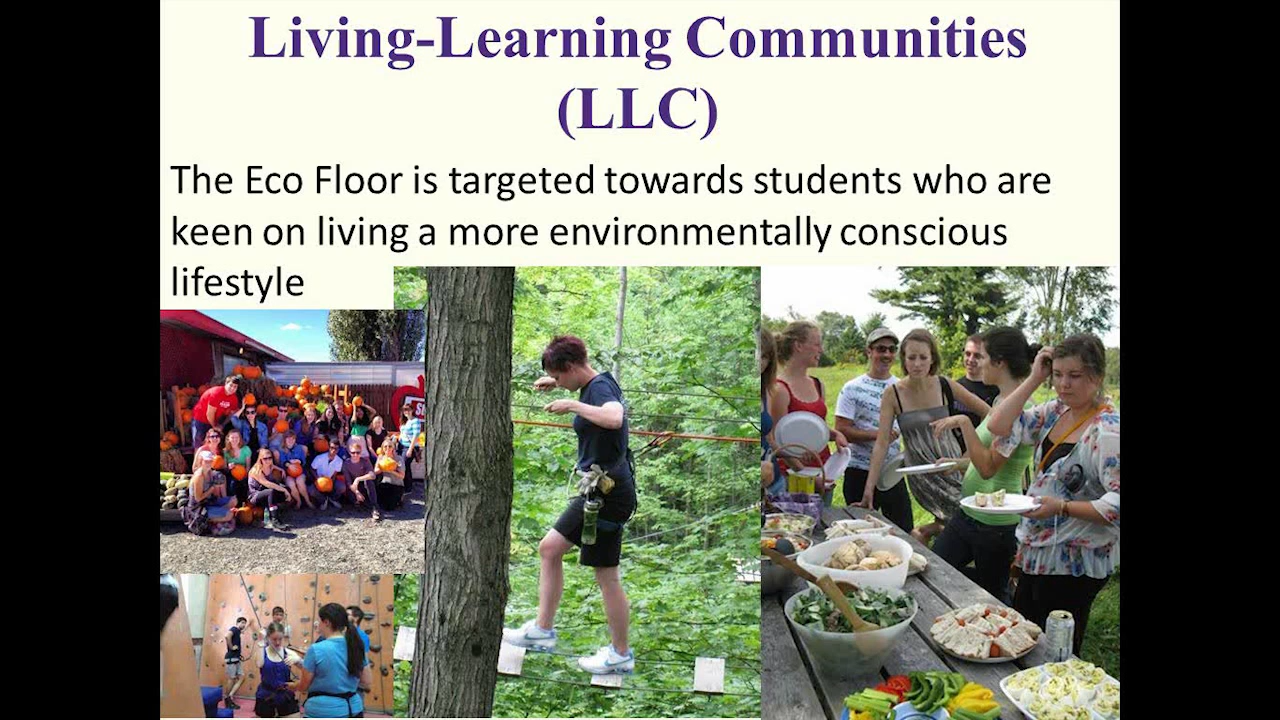 Living-Learning Communities
(LLC)
The Eco Floor is targeted towards students who are
keen on living a more environmentally conscious
lifestyle